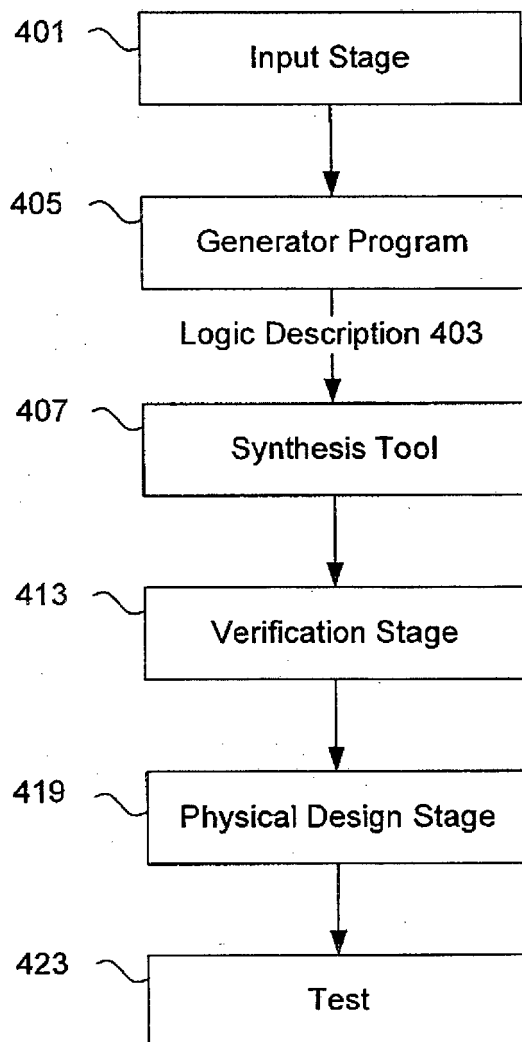 401
Input Stage
405
Generator Program
Logic Description 403
407
Synthesis Tool
413
Verification Stage
419
Physical Design Stage
423
Test